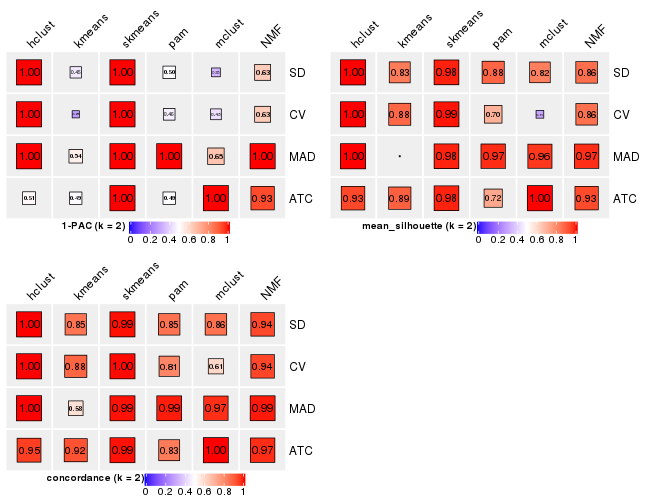 hclust kmeans skmeans pam mclust NMF
1.00 0.45 1.00 0.50 0.63 SD
1.00 1.00 0.45 0.43 0.63 CV
1.00 0.54 1.00 1.00 0.65 1.00 MAD
0.51 0.49 1.00 0.49 1.00 0.93 ATC
1-PAC (k = 2)
0 0.2 0.4 0.6 0.8 1
hclust kmeans skmeans pam mclust NMF
1.00 0.83 0.98 0.88 0.82 0.86 SD
1.00 0.88 0.99 0.70 0.86 CV
1.00 0.98 0.97 0.96 0.97 MAD
0.93 0.89 0.98 0.72 1.00 0.93 ATC
mean_silhouette (k = 2)
0 0.2 0.4 0.6 0.8 1
hclust kmeans skmeans pam mclust NMF
1.00 0.85 0.99 0.85 0.86 0.94 SD
1.00 0.88 1.00 0.81 0.61 0.94 CV
1.00 0.58 0.99 0.99 0.97 0.99 MAD
0.95 0.92 0.99 0.83 1.00 0.97 ATC
concordance (k = 2)
0 0.2 0.4 0.6 0.8 1